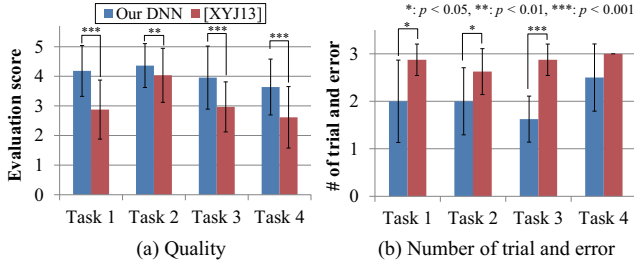 *: p < 0.05, **: p < 0.01, ***: p < 0.001
Our DNN [XYJ13]
Evaluation score
5
4
3
2
1
0
*** ** *** ***
Task 1 Task 2 Task 3 Task 4
(a) Quality
# of trial and error
3
2
1
0
* * ***
Task 1 Task 2 Task 3 Task 4
(b) Number of trial and error